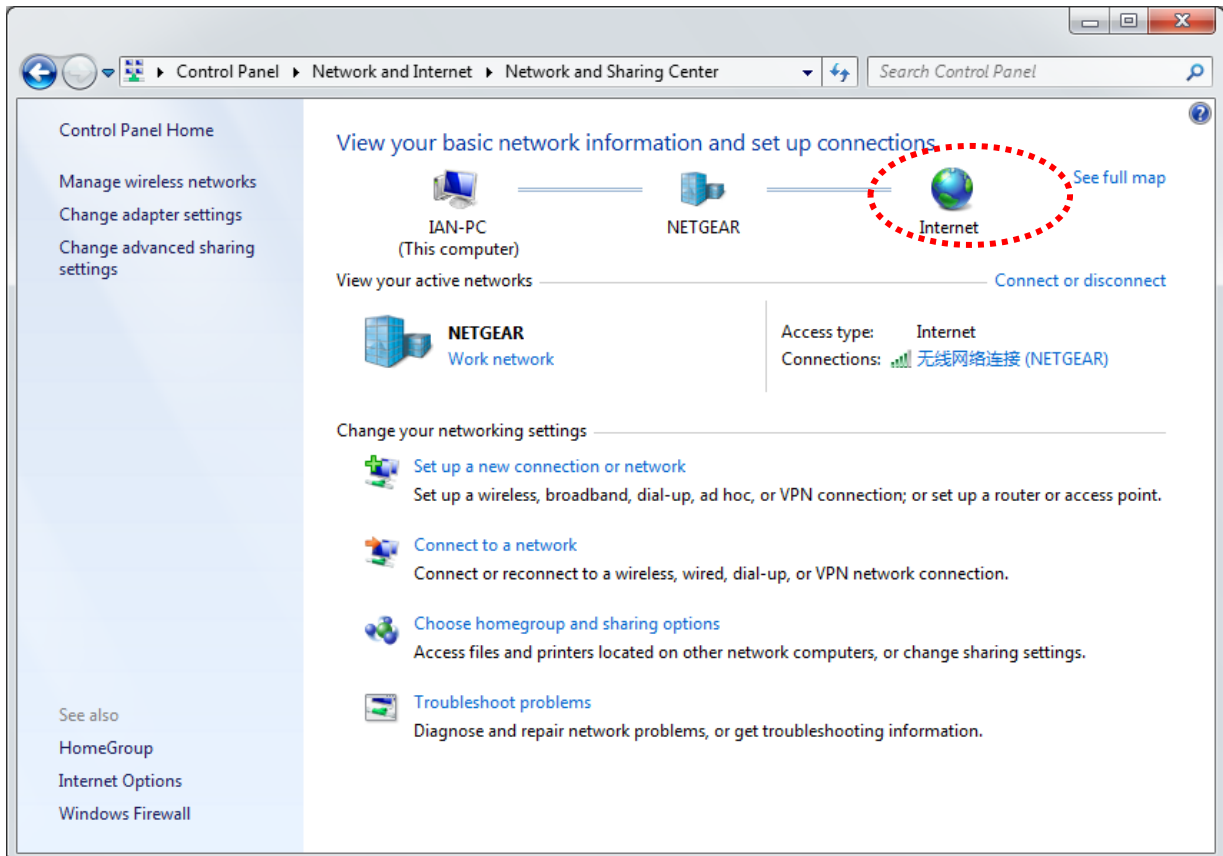 Control Panel ▸ Network and Internet ▸ Network and Sharing Center
Search Control Panel
Control Panel Home
Manage wireless networks
Change adapter settings
Change advanced sharing
settings
See also
HomeGroup
Internet Options
Windows Firewall
View your basic network information and set up connections
See full map
IAN-PC
(This computer)
NETGEAR
Internet
View your active networks
Connect or disconnect
NETGEAR
Work network
Access type: Internet
Connections: 无线网络连接 (NETGEAR)
Change your networking settings
Set up a new connection or network
Set up a wireless, broadband, dial-up, ad hoc, or VPN connection; or set up a router or access point.
Connect to a network
Connect or reconnect to a wireless, wired, dial-up, or VPN network connection.
Choose homegroup and sharing options
Access files and printers located on other network computers, or change sharing settings.
Troubleshoot problems
Diagnose and repair network problems, or get troubleshooting information.